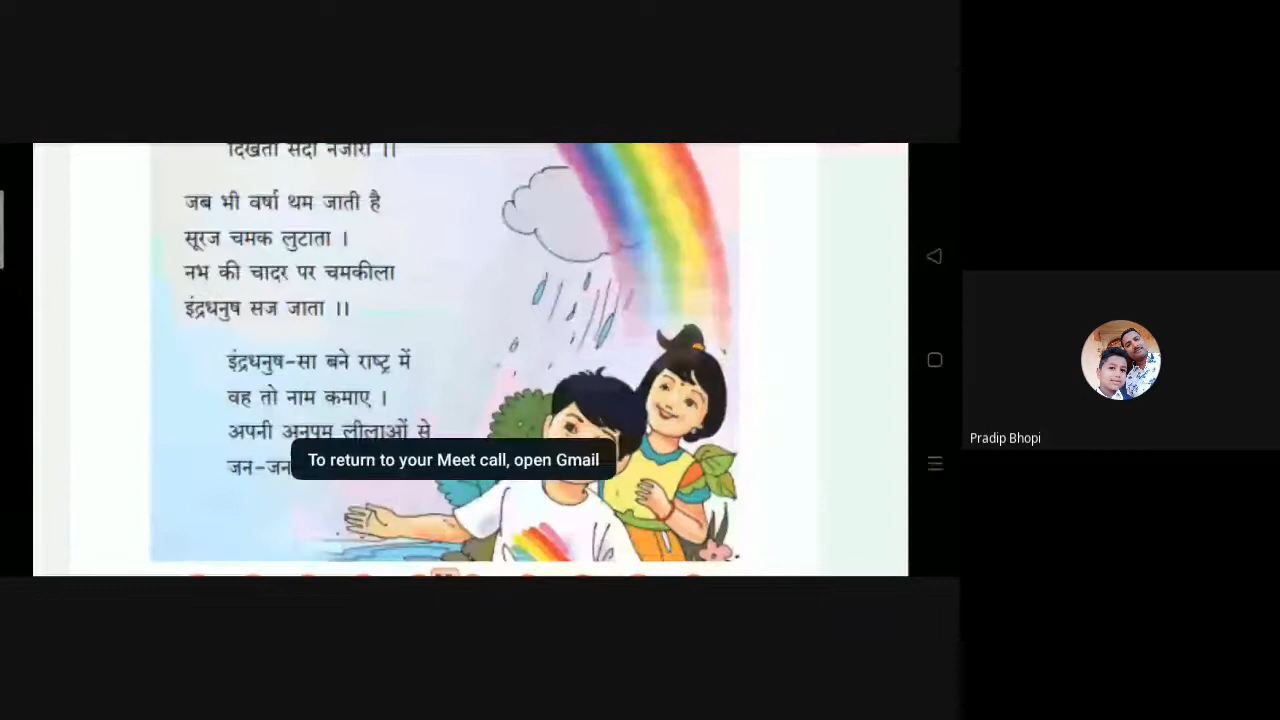 दिखता सदा नजारा ।।
जब भी वर्षा थम जाती है
सूरज चमक लुटाता ।
नभ की चादर पर चमकीला
इंद्रधनुष सज जाता ।।
इंद्रधनुष-सा बने राष्ट्र में
वह तो नाम कमाए ।
अपनी अनुपम लीलाओं से
जन-जन
To return to your Meet call, open Gmail
Pradip Bhopi